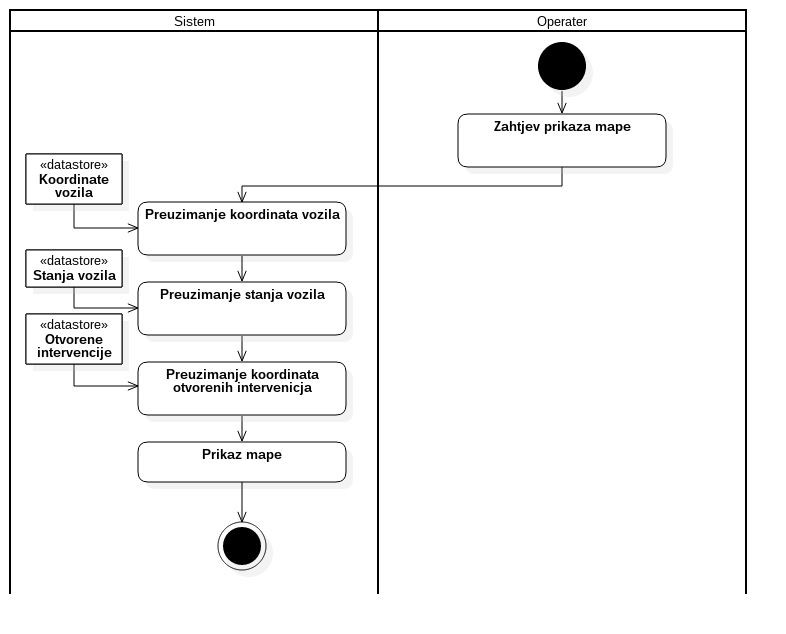 Sistem
Operater
Zahtjev prikaza mape
«datastore»
Koordinate
vozila
Preuzimanje koordinata vozila
«datastore»
Stanja vozila
Preuzimanje stanja vozila
«datastore»
Otvorene
intervencije
Preuzimanje koordinata
otvorenih intervenicja
Prikaz mape